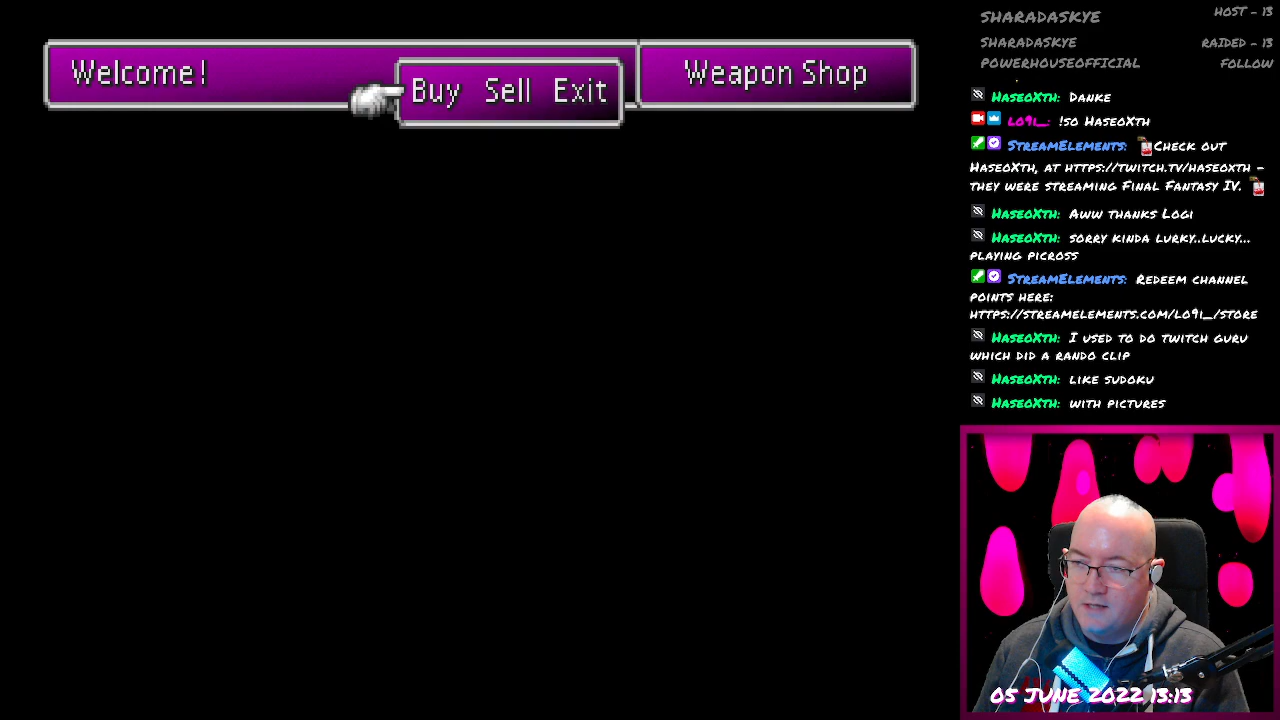 Welcome!
Buy Sell Exit
Weapon Shop
SHARADASKYE HOST - 13
SHARADASKYE RAIDED - 13
POWERHOUSEOFFICIAL FOLLOW
HASEOXTH: DANKE
LO9I_: !SO HASEOXTH
STREAMELEMENTS: CHECK OUT
HASEOXTH, AT HTTPS://TWITCH.TV/HASEOXTH -
THEY WERE STREAMING FINAL FANTASY IV.
HASEOXTH: AWW THANKS LOGI
HASEOXTH: SORRY KINDA LURKY..LUCKY...
PLAYING PICROSS
STREAMELEMENTS: REDEEM CHANNEL
POINTS HERE:
HTTPS://STREAMELEMENTS.COM/LO9I_/STORE
HASEOXTH: I USED TO DO TWITCH GURU
WHICH DID A RANDO CLIP
HASEOXTH: LIKE SUDOKU
HASEOXTH: WITH PICTURES
05 JUNE 2022 13:13